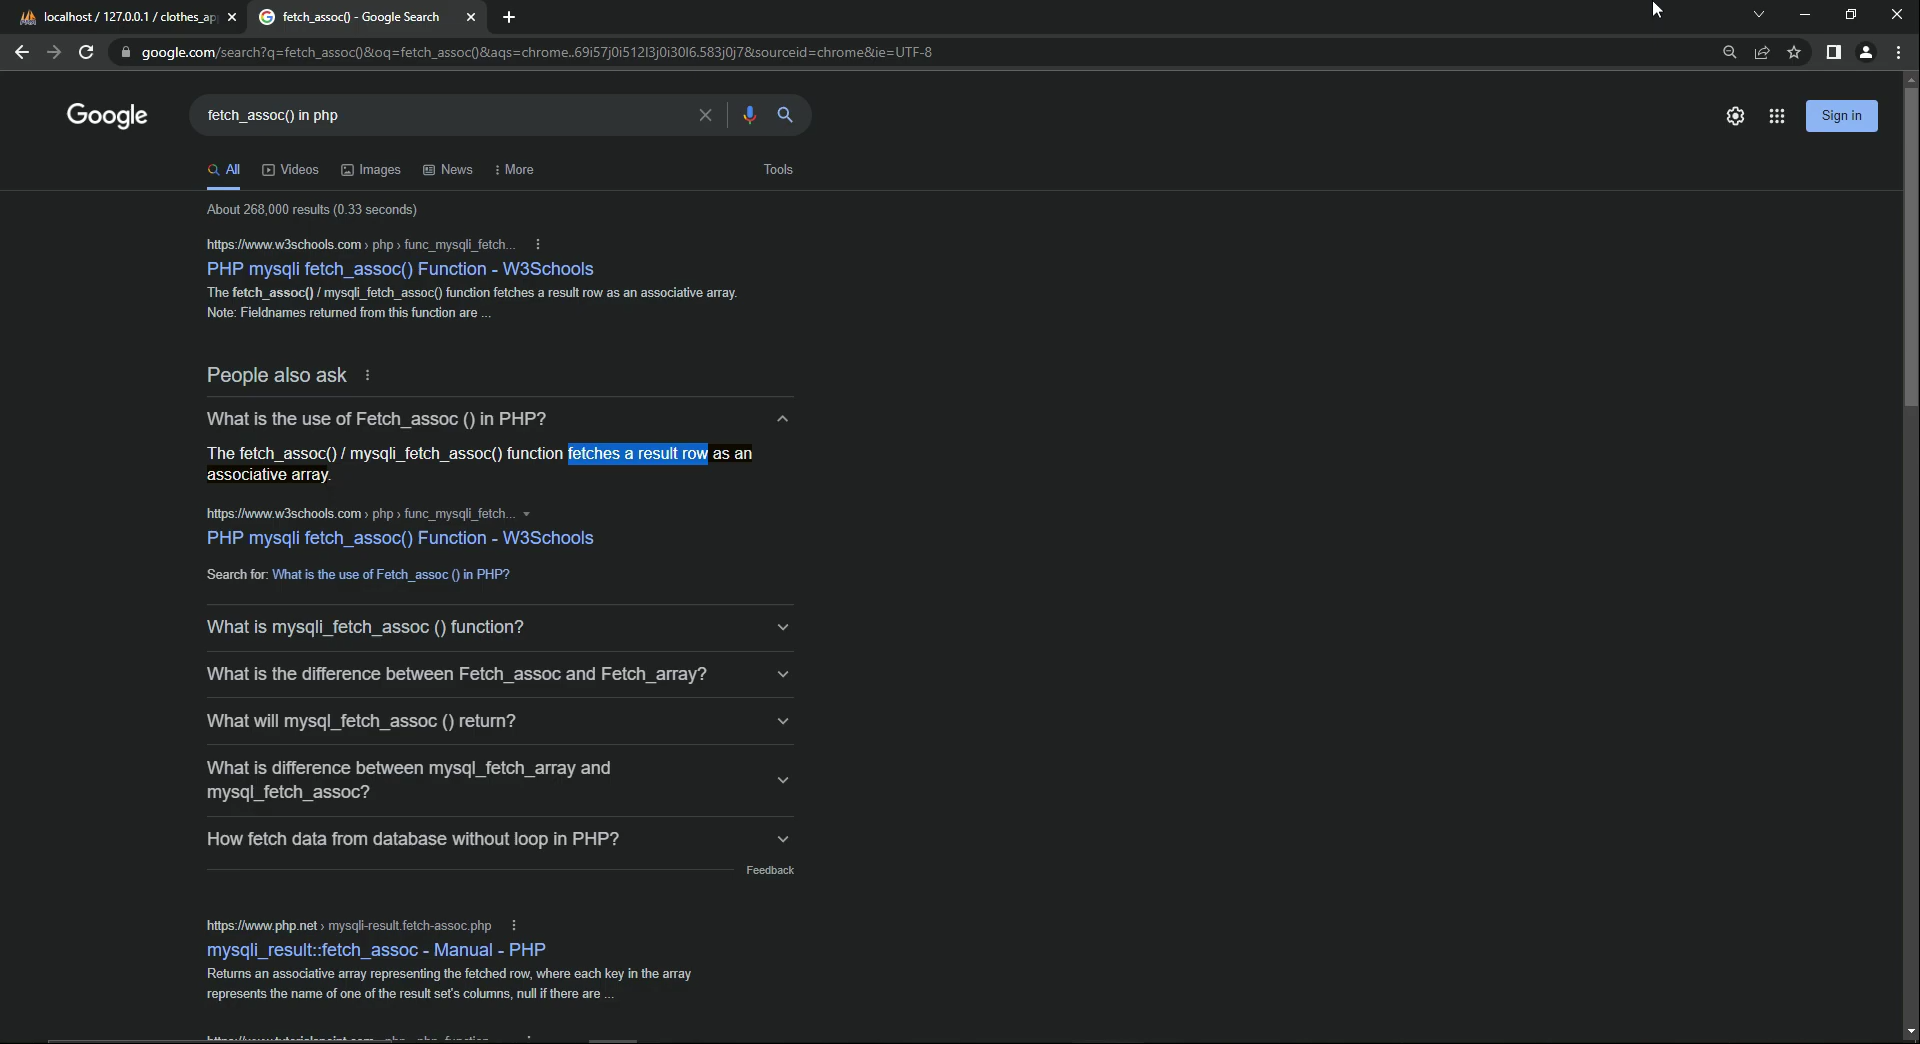 localhost / 127.0.0.1 / clothes_ap
fetch_assoc() - Google Search
google.com/search?q=fetch_assoc()&oq=fetch_assoc()&aqs=chrome..69i57j0i512l3j0i30l6.583j0j7&sourceid=chrome&ie=UTF-8
Google
fetch_assoc() in php
Sign in
All
Videos
Images
News
More
Tools
About 268,000 results (0.33 seconds)
https://www.w3schools.com › php › func_mysqli_fetch...
PHP mysqli fetch_assoc() Function - W3Schools
The fetch_assoc() / mysqli_fetch_assoc() function fetches a result row as an associative array.
Note: Fieldnames returned from this function are ...
People also ask
What is the use of Fetch_assoc () in PHP?
The fetch_assoc() / mysqli_fetch_assoc() function fetches a result row as an
associative array.
https://www.w3schools.com › php › func_mysqli_fetch...
PHP mysqli fetch_assoc() Function - W3Schools
Search for: What is the use of Fetch_assoc () in PHP?
What is mysqli_fetch_assoc () function?
What is the difference between Fetch_assoc and Fetch_array?
What will mysql_fetch_assoc () return?
What is difference between mysql_fetch_array and
mysql_fetch_assoc?
How fetch data from database without loop in PHP?
Feedback
https://www.php.net › mysqli-result.fetch-assoc.php
mysqli_result::fetch_assoc - Manual - PHP
Returns an associative array representing the fetched row, where each key in the array
represents the name of one of the result set's columns, null if there are ...